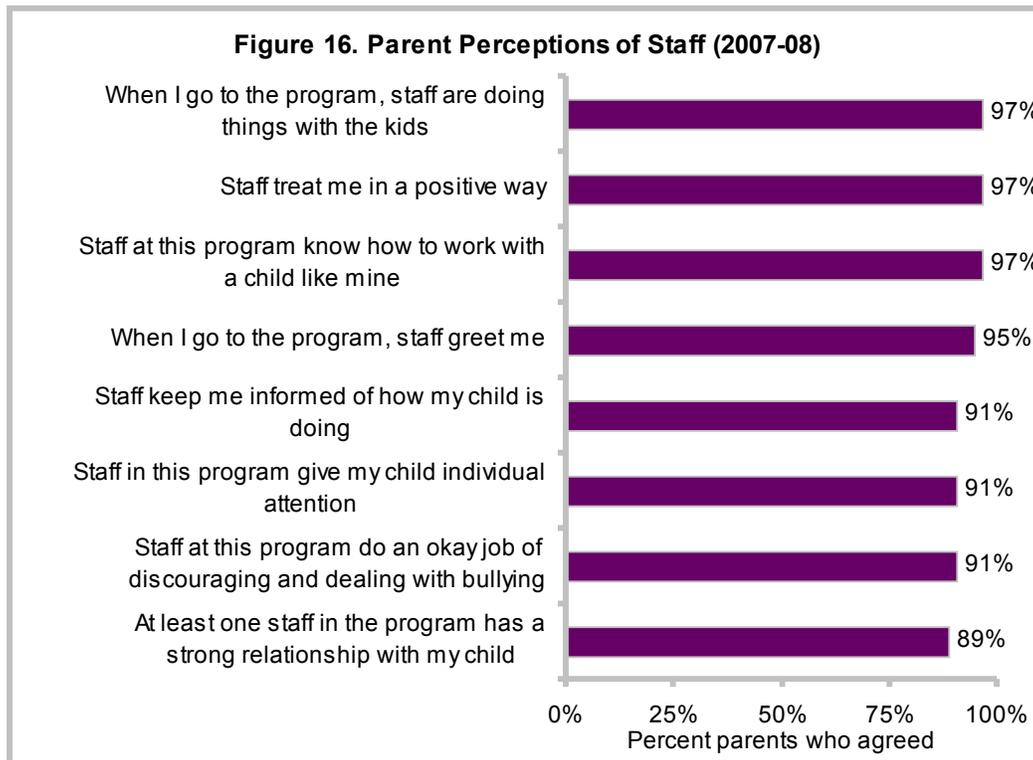 Figure 16. Parent Perceptions of Staff (2007-08)
When I go to the program, staff are doing
things with the kids
97%
Staff treat me in a positive way
97%
Staff at this program know how to work with
a child like mine
97%
When I go to the program, staff greet me
95%
Staff keep me informed of how my child is
doing
91%
Staff in this program give my child individual
attention
91%
Staff at this program do an okay job of
discouraging and dealing with bullying
91%
At least one staff in the program has a
strong relationship with my child
89%
0% 25% 50% 75% 100%
Percent parents who agreed